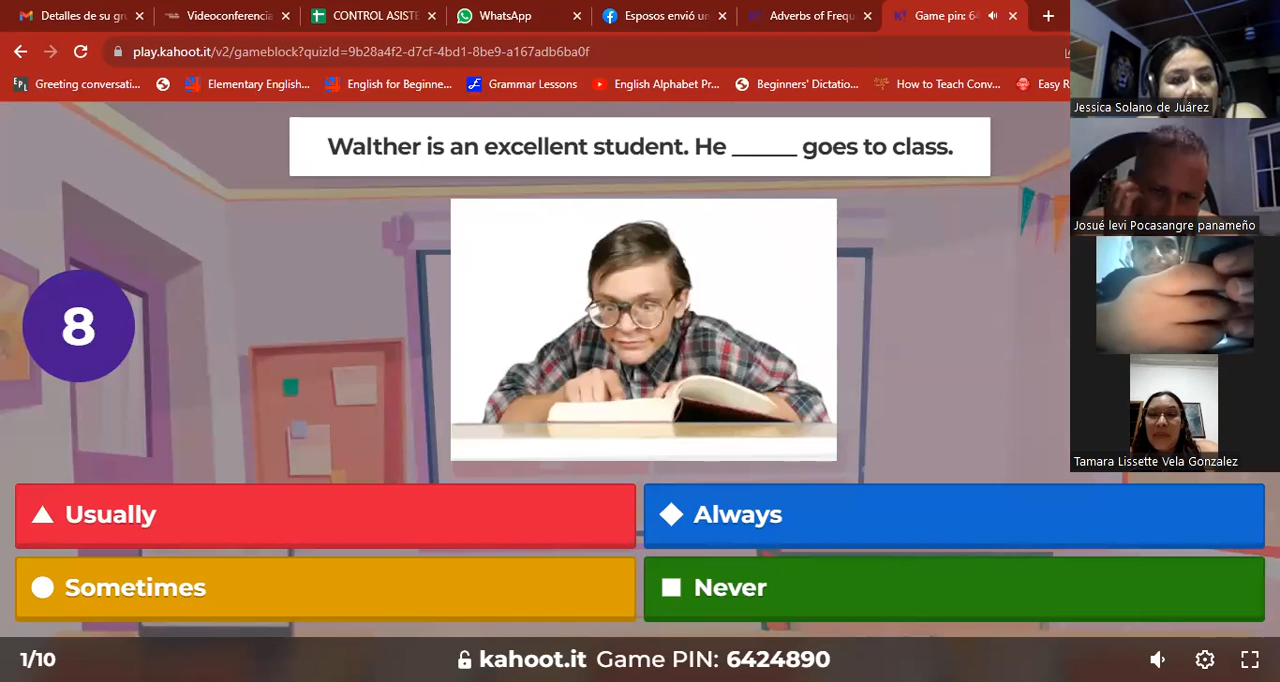 Detalles de su gr
Videoconferencia
CONTROL ASISTE
WhatsApp
Esposos envió un
Adverbs of Frequ
Game pin: 64
play.kahoot.it/v2/gameblock?quizId=9b28a4f2-d7cf-4bd1-8be9-a167adb6ba0f
EPL Greeting conversati...
Elementary English...
English for Beginne...
Grammar Lessons
English Alphabet Pr...
Beginners' Dictatio...
How to Teach Conv...
Easy R
Jessica Solano de Juárez
Josué levi Pocasangre panameño
Tamara Lissette Vela Gonzalez
Walther is an excellent student. He ______ goes to class.
8
Usually
Always
Sometimes
Never
1/10
kahoot.it Game PIN: 6424890